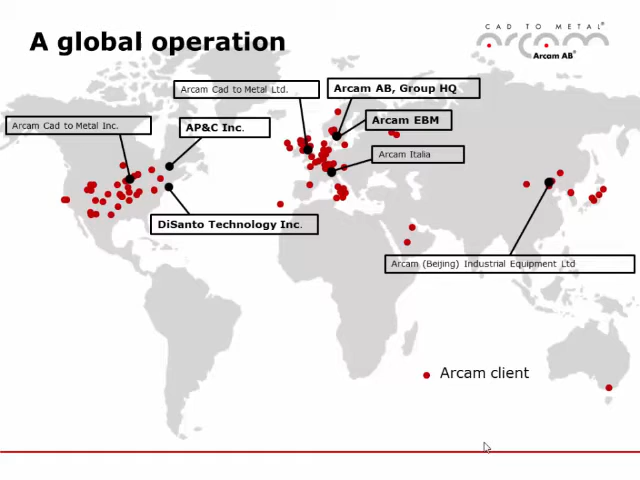 A global operation
CAD TO METAL®
arcam
Arcam AB®
Arcam Cad to Metal Ltd.
Arcam AB, Group HQ
Arcam Cad to Metal Inc.
AP&C Inc.
Arcam EBM
Arcam Italia
DiSanto Technology Inc.
Arcam (Beijing) Industrial Equipment Ltd
Arcam client